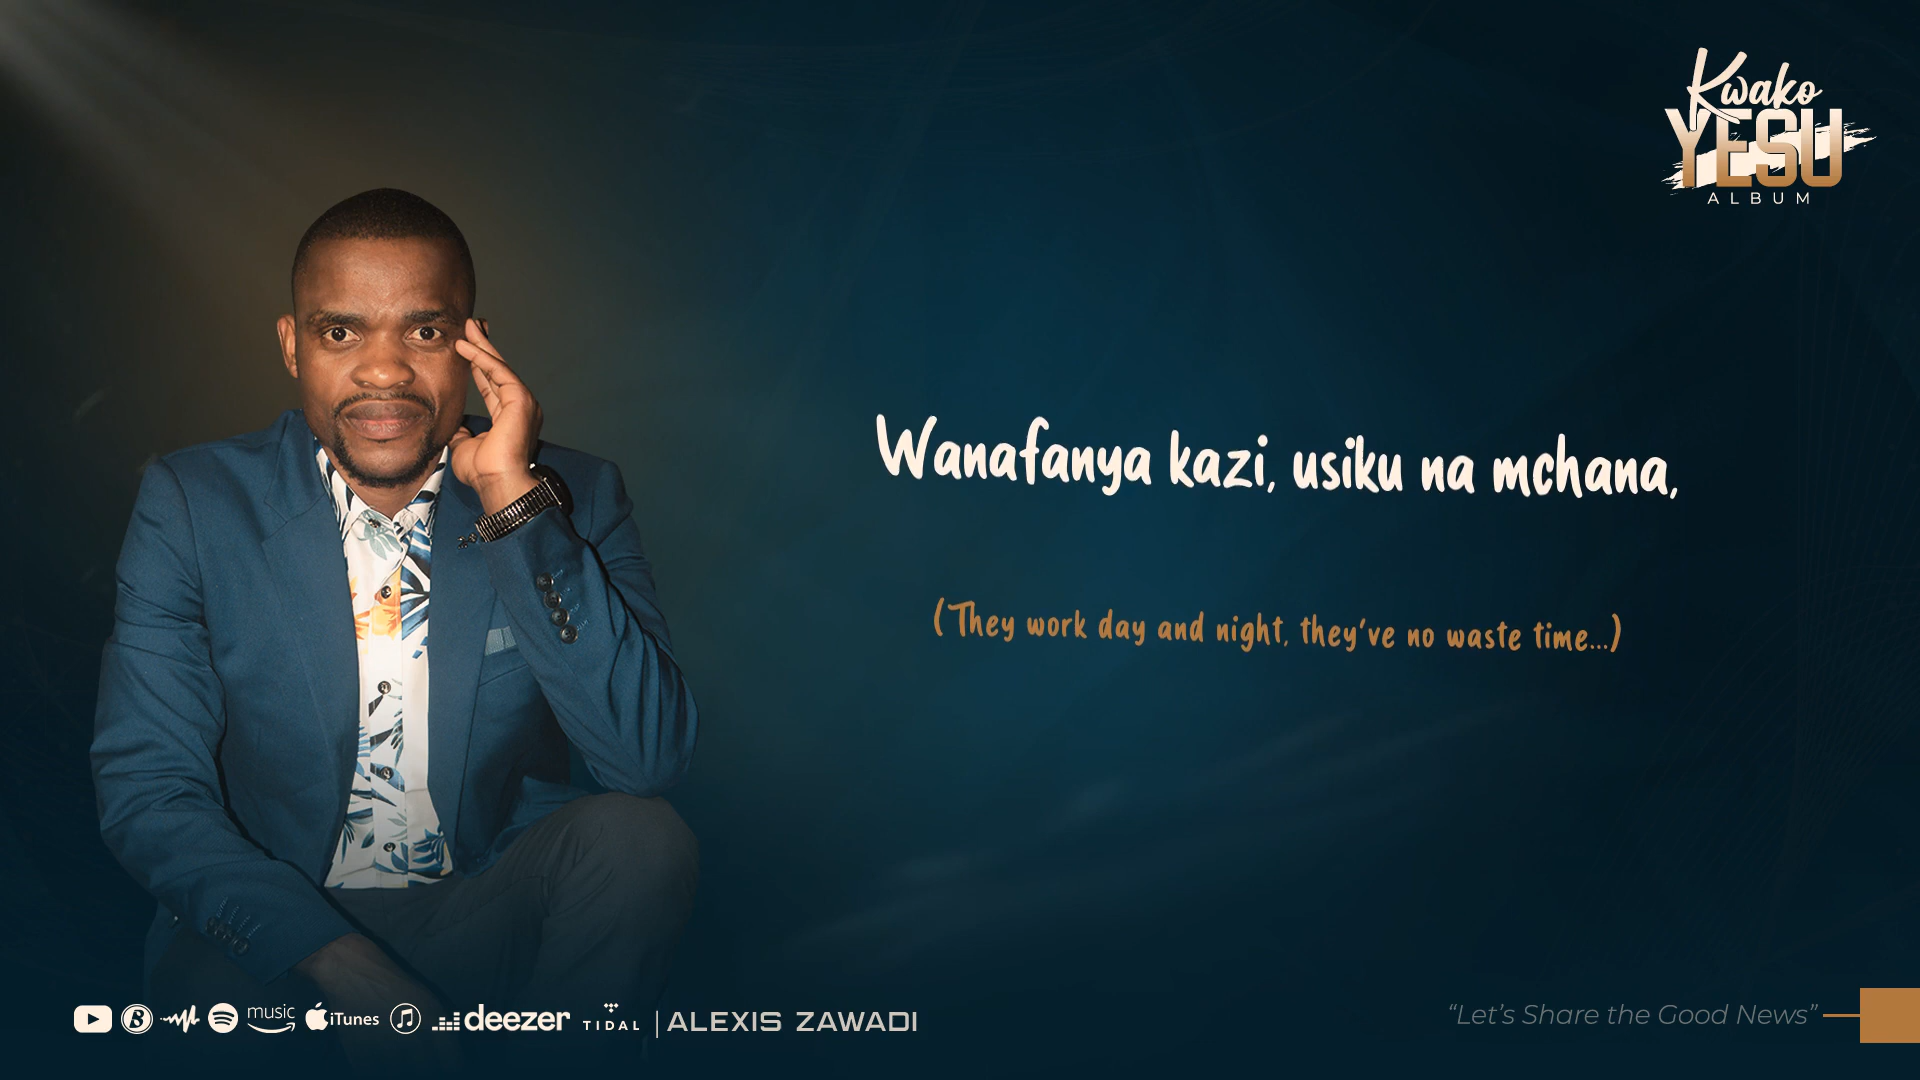 Kwako
YESU
ALBUM
Wanafanya kazi, usiku na mchana,
(They work day and night, they've no waste time...)
music iTunes deezer TIDAL | ALEXIS ZAWADI
“Let's Share the Good News”